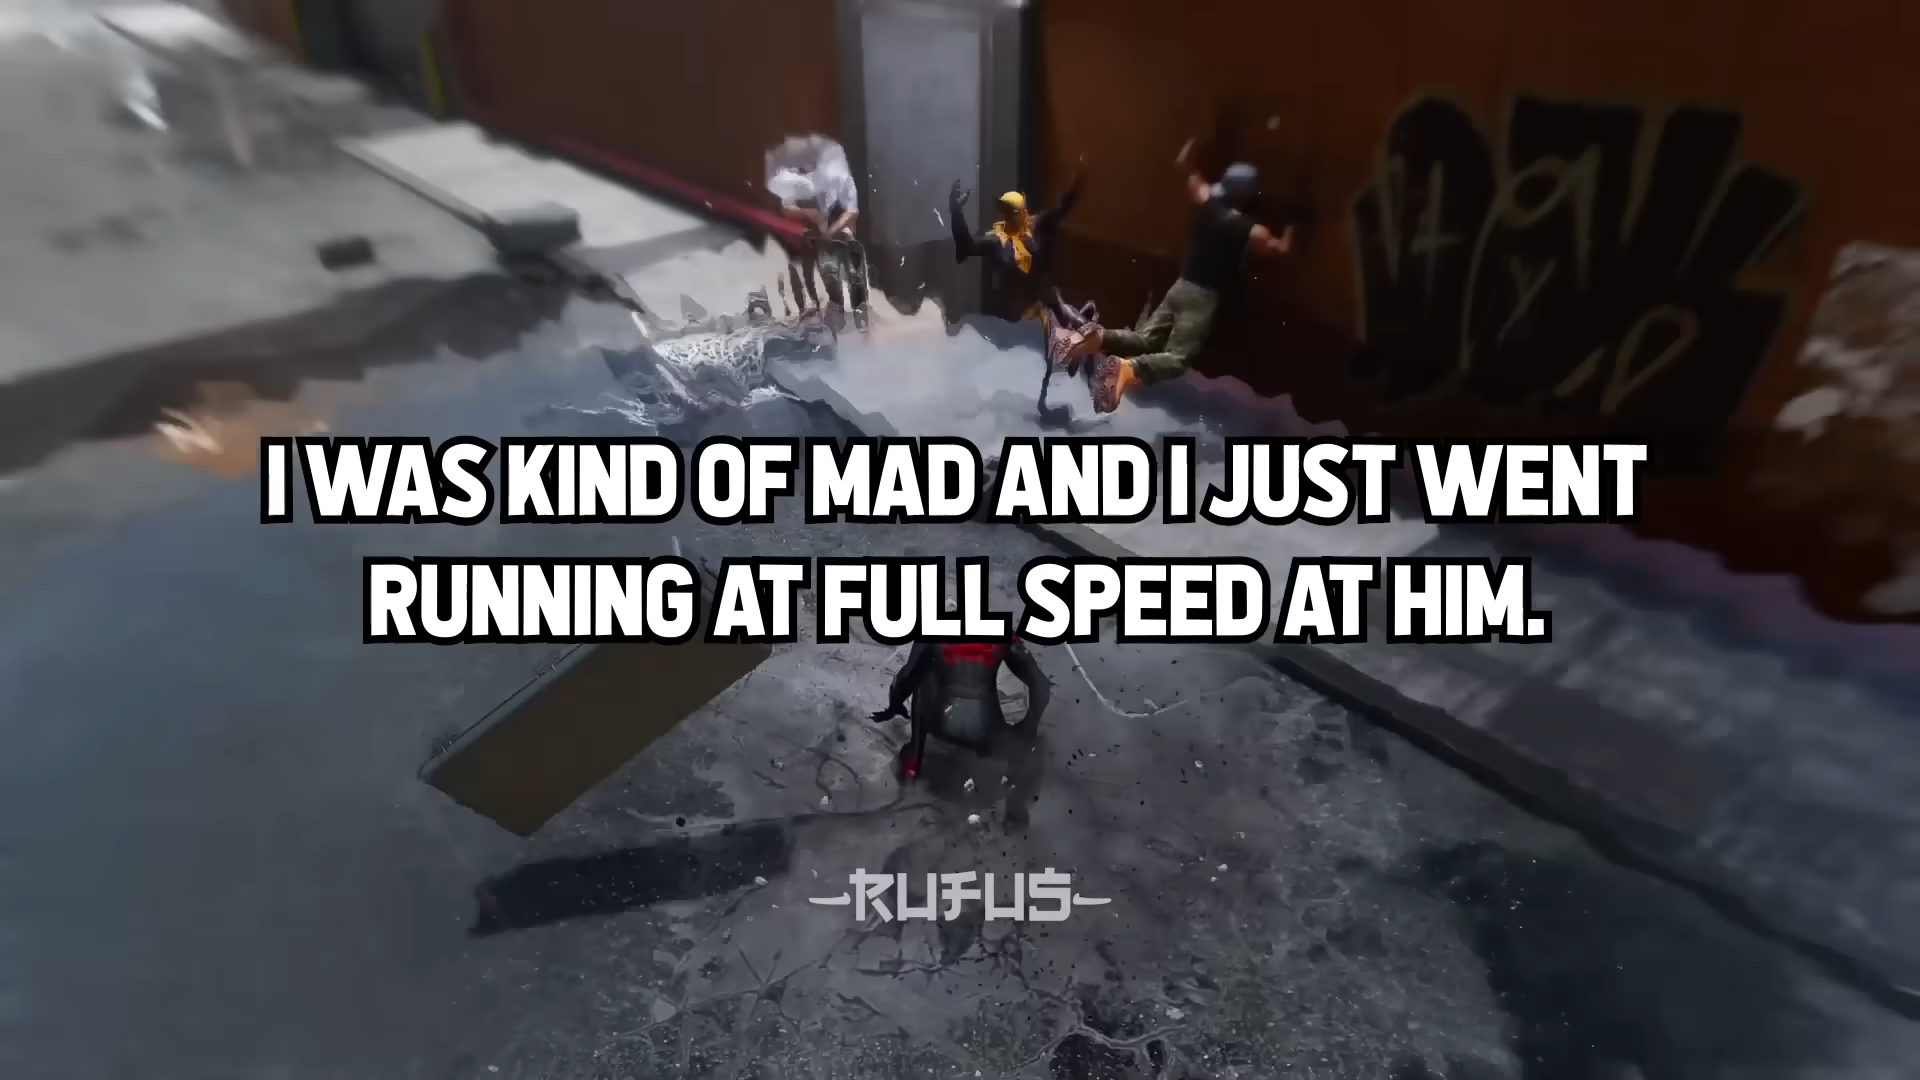 I WAS KIND OF MAD AND I JUST WENT
RUNNING AT FULL SPEED AT HIM.
RUFUS